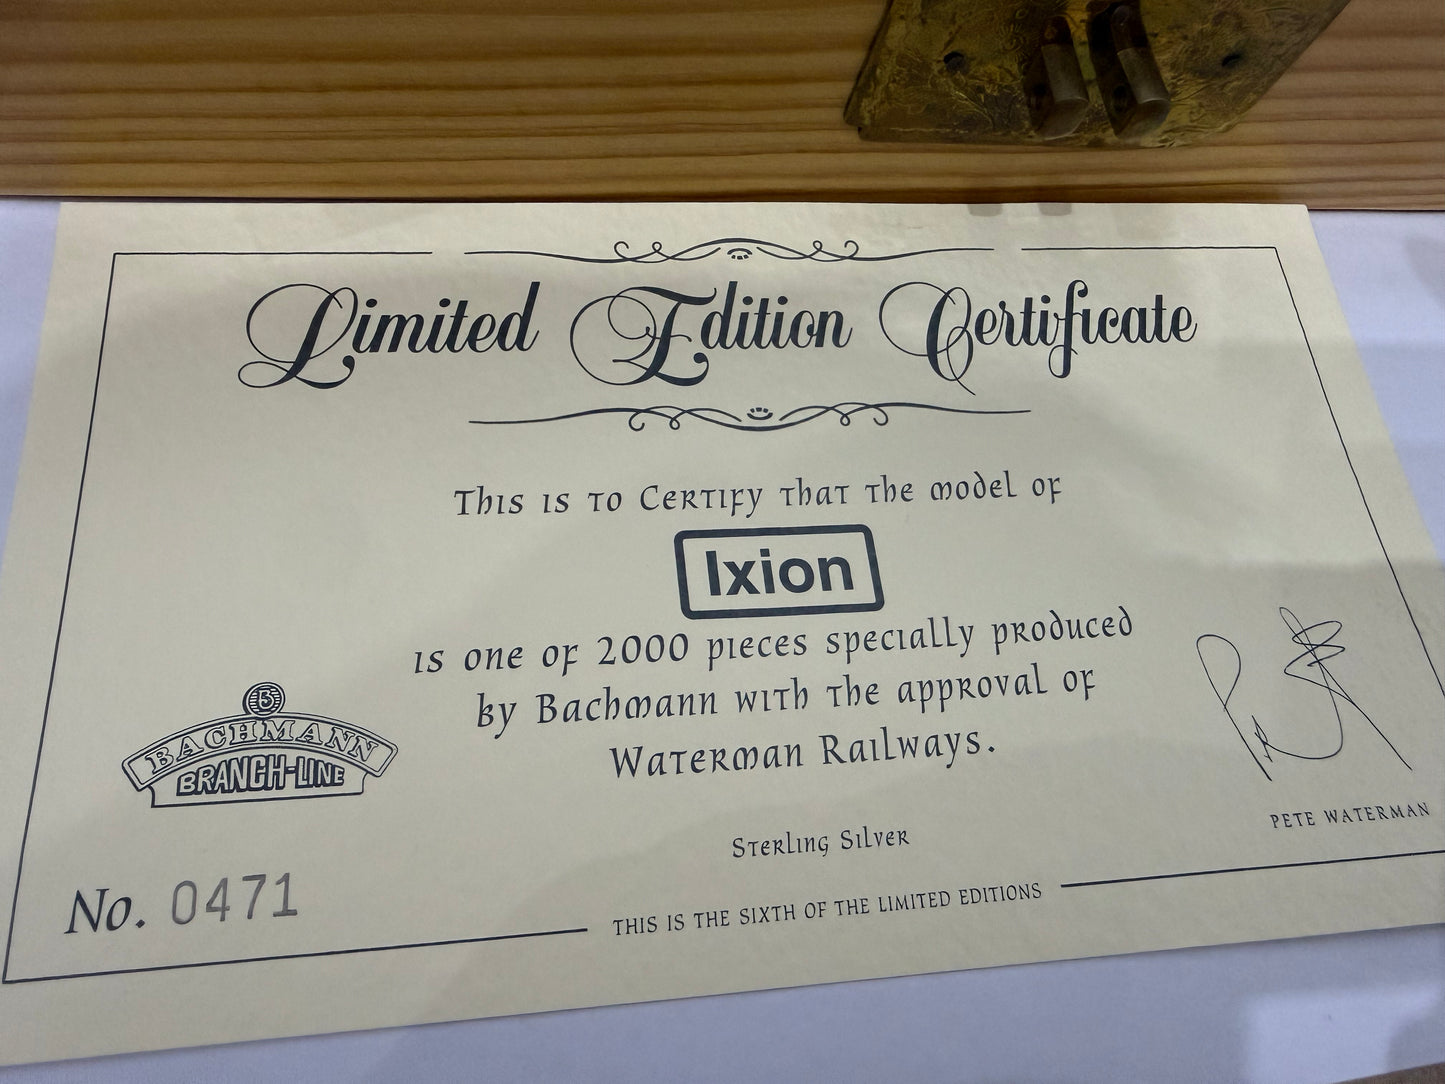 Limited Edition Certificate
This is to Certify that the model of
Ixion
is one of 2000 pieces specially produced
by Bachmann with the approval of
Waterman Railways.
B
BACHMANN
BRANCH-LINE
PETE WATERMAN
Sterling Silver
No. 0471
THIS IS THE SIXTH OF THE LIMITED EDITIONS